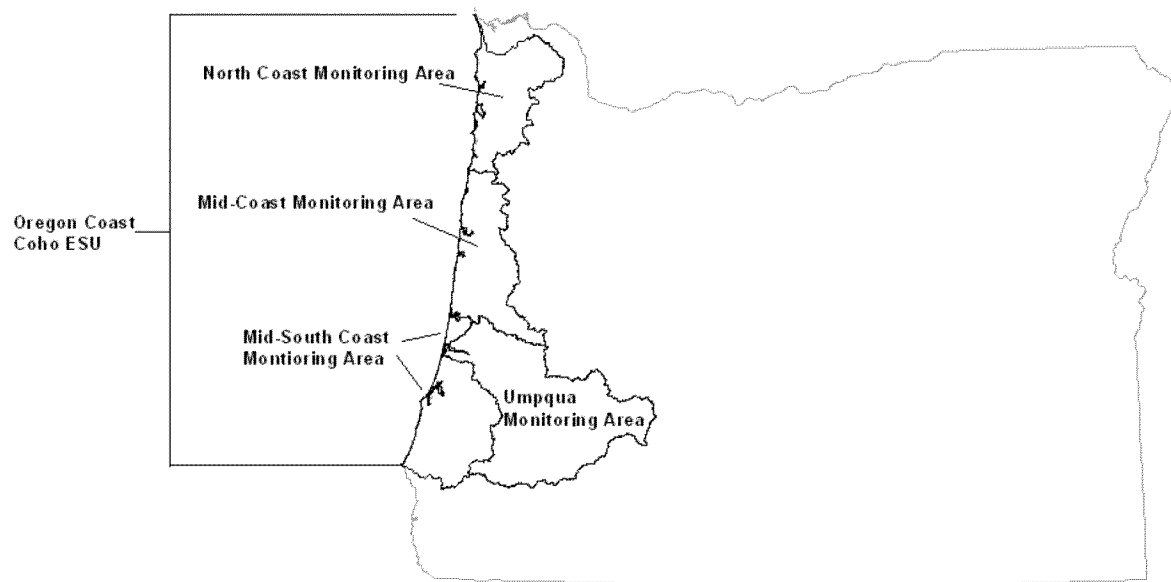 North Coast Monitoring Area
Mid-Coast Monitoring Area
Oregon Coast
Coho ESU
Mid-South Coast
Montioring Area
Umpqua
Monitoring Area